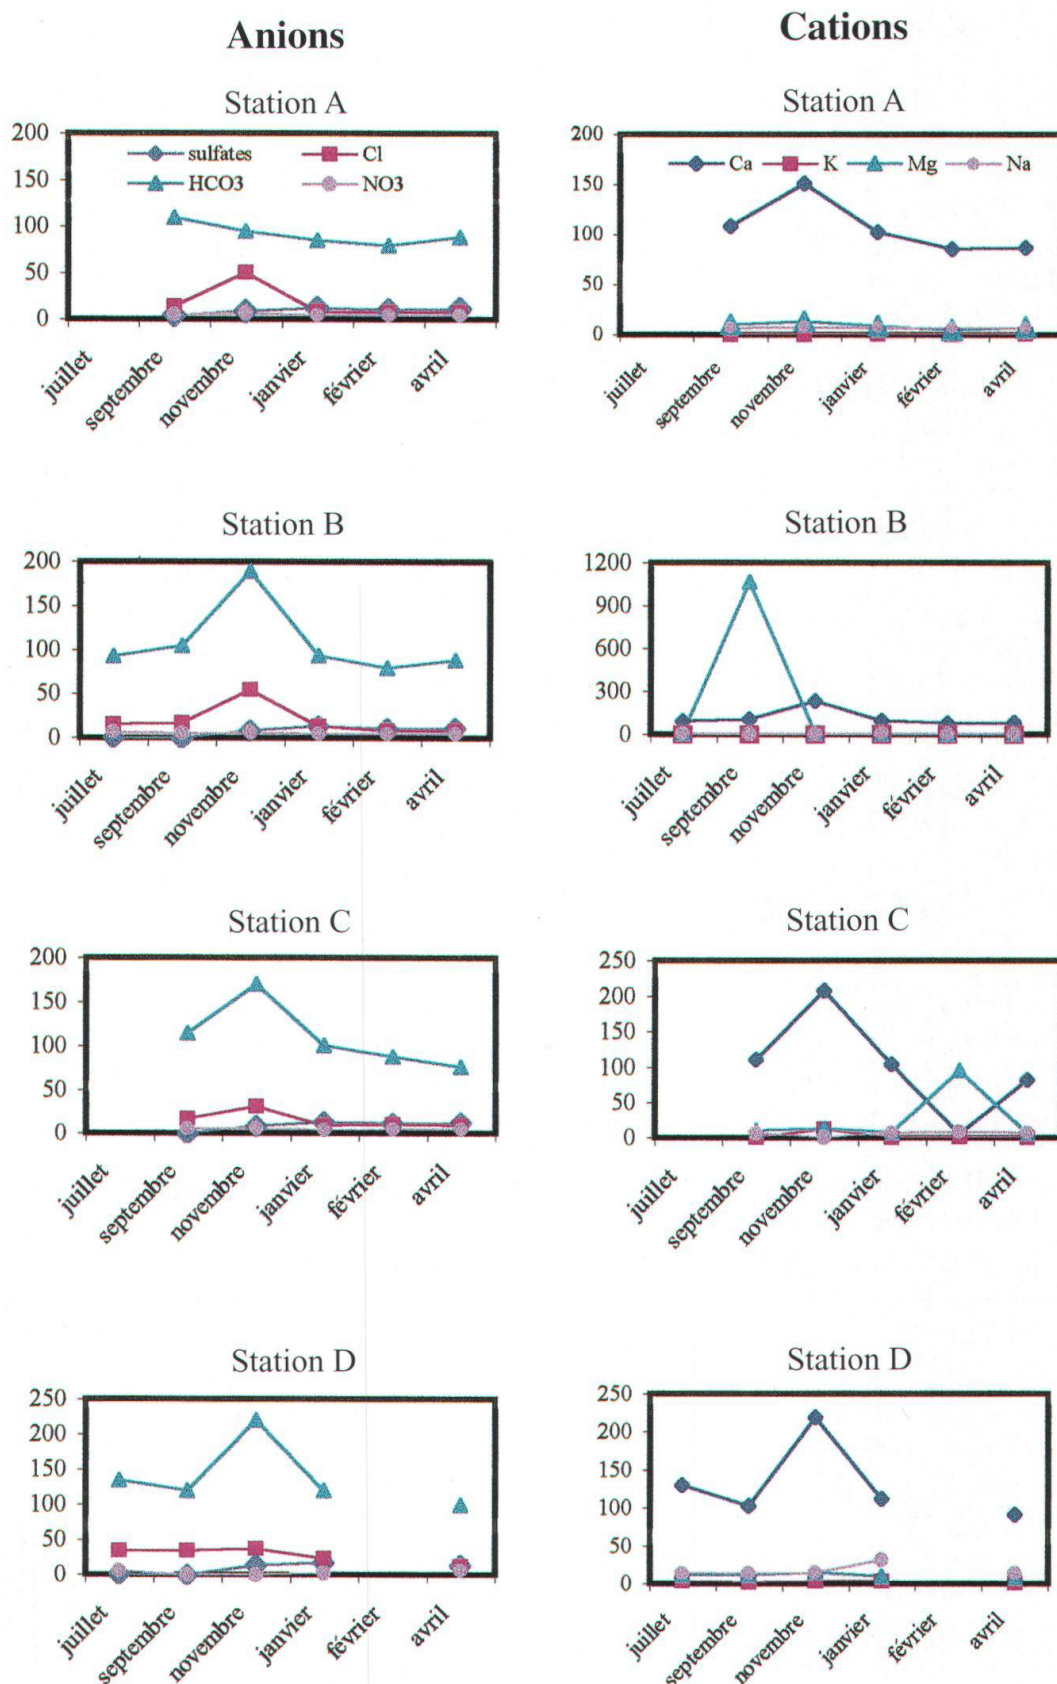 Anions
Cations
Station A
200
150
100
50
0
sulfates
Cl
HCO3
NO3
juillet
septembre
novembre
janvier
février
avril
Station A
200
150
100
50
0
Ca
K
Mg
Na
juillet
septembre
novembre
janvier
février
avril
Station B
200
150
100
50
0
juillet
septembre
novembre
janvier
février
avril
Station B
1200
900
600
300
0
juillet
septembre
novembre
janvier
février
avril
Station C
200
150
100
50
0
juillet
septembre
novembre
janvier
février
avril
Station C
250
200
150
100
50
0
juillet
septembre
novembre
janvier
février
avril
Station D
250
200
150
100
50
0
juillet
septembre
novembre
janvier
février
avril
Station D
250
200
150
100
50
0
juillet
septembre
novembre
janvier
février
avril